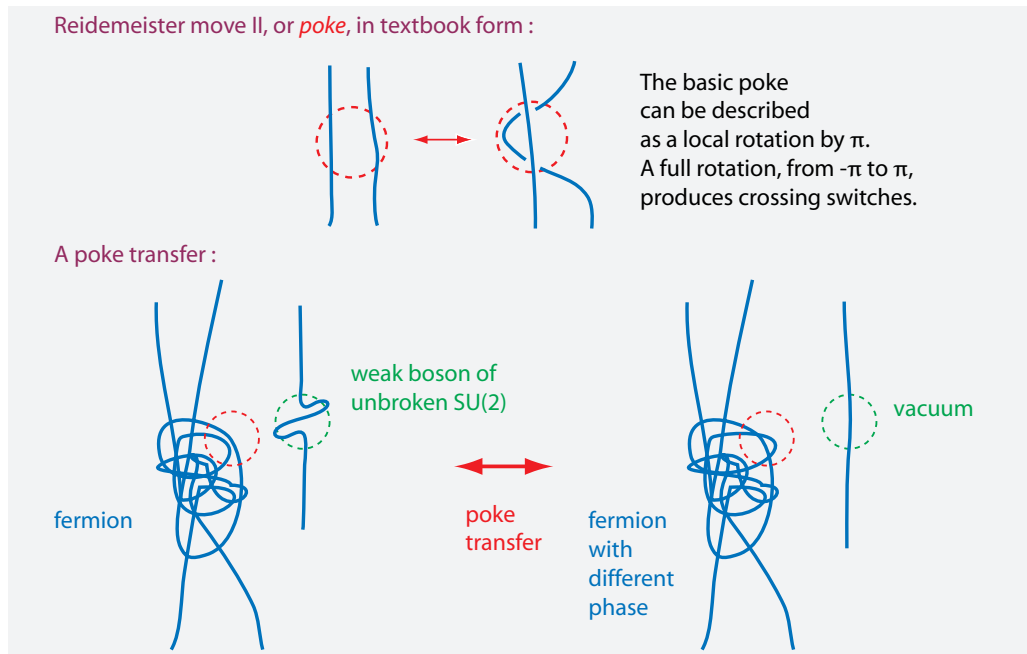 Reidemeister move II, or poke, in textbook form :
The basic poke
can be described
as a local rotation by π.
A full rotation, from -π to π,
produces crossing switches.
A poke transfer :
weak boson of
unbroken SU(2)
vacuum
fermion
poke
transfer
fermion
with
different
phase